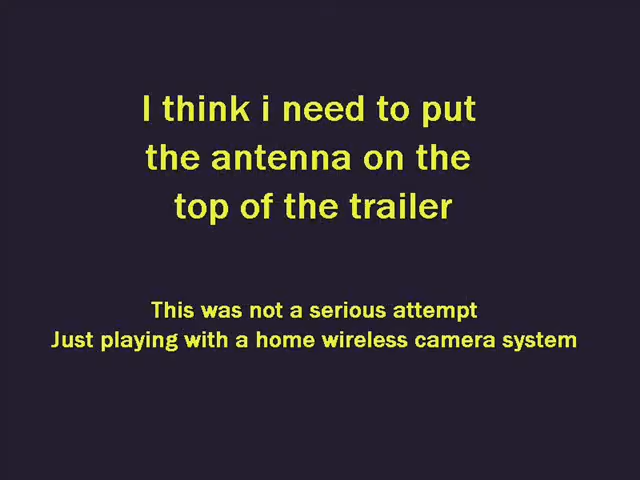 I think i need to put
the antenna on the
top of the trailer
This was not a serious attempt
Just playing with a home wireless camera system